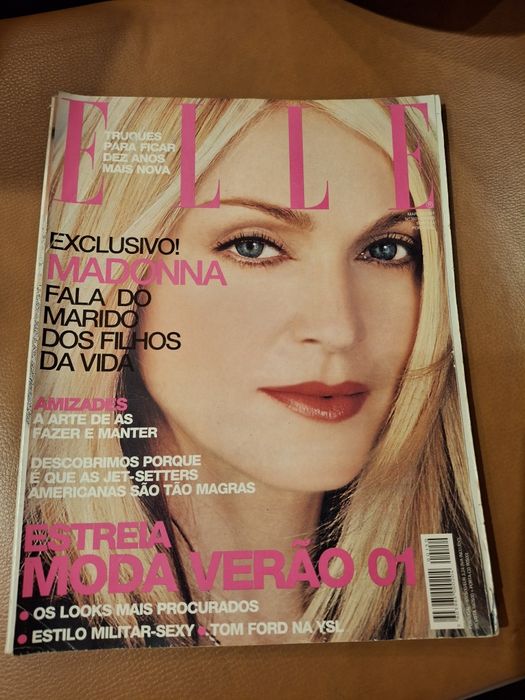 ELLE
TRUQUES
PARA FICAR
DEZ ANOS
MAIS NOVA
EXCLUSIVO!
MADONNA
FALA DO
MARIDO
DOS FILHOS
DA VIDA
AMIZADES
A ARTE DE AS
FAZER E MANTER
DESCOBRIMOS PORQUE
É QUE AS JET-SETTERS
AMERICANAS SÃO TÃO MAGRAS
ESTREIA
MODA VERÃO 01
• OS LOOKS MAIS PROCURADOS
• ESTILO MILITAR-SEXY • TOM FORD NA YSL